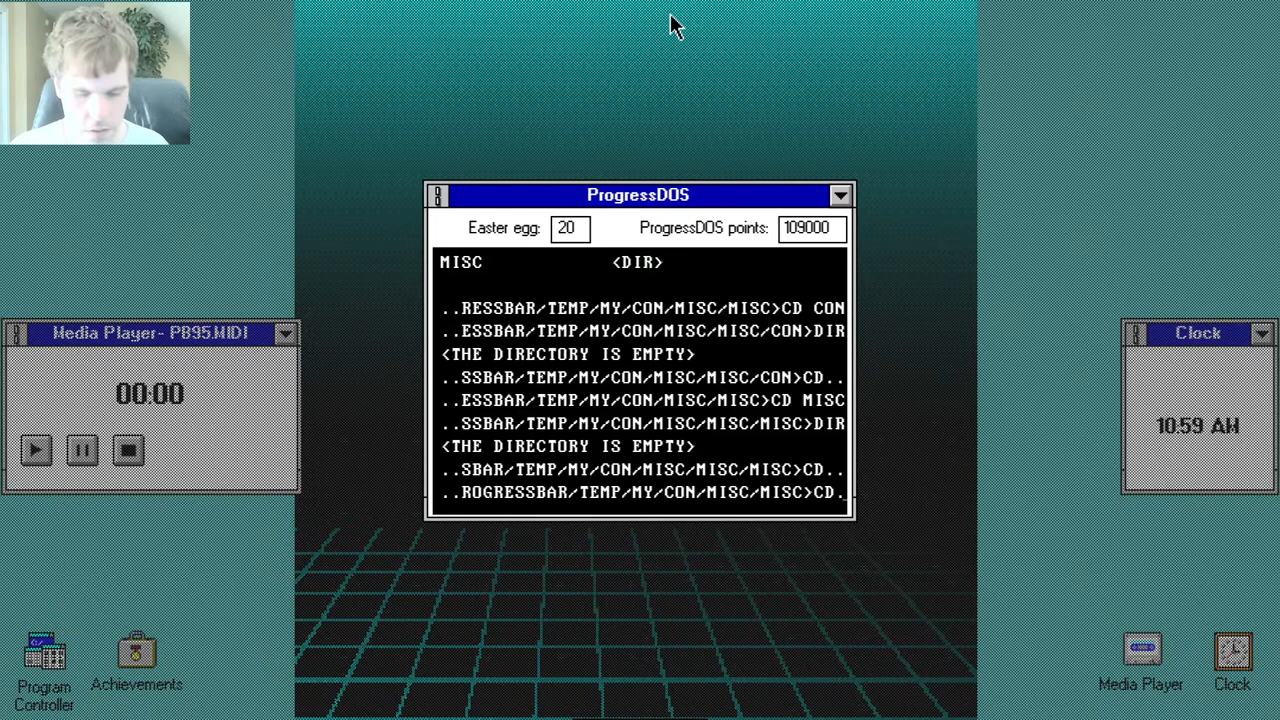 ProgressDOS
Easter egg: 20 ProgressDOS points: 109000
MISC <DIR>
..RESSBAR/TEMP/MY/CON/MISC/MISC>CD CON
..ESSBAR/TEMP/MY/CON/MISC/MISC/CON>DIR
<THE DIRECTORY IS EMPTY>
..SSBAR/TEMP/MY/CON/MISC/MISC/CON>CD..
..ESSBAR/TEMP/MY/CON/MISC/MISC>CD MISC
..SSBAR/TEMP/MY/CON/MISC/MISC/MISC>DIR
<THE DIRECTORY IS EMPTY>
..SBAR/TEMP/MY/CON/MISC/MISC/MISC>CD..
..ROGRESSBAR/TEMP/MY/CON/MISC/MISC>CD._
Media Player- PB95.MIDI
00:00
Clock
10:59 AM
Program
Controller
Achievements
Media Player
Clock